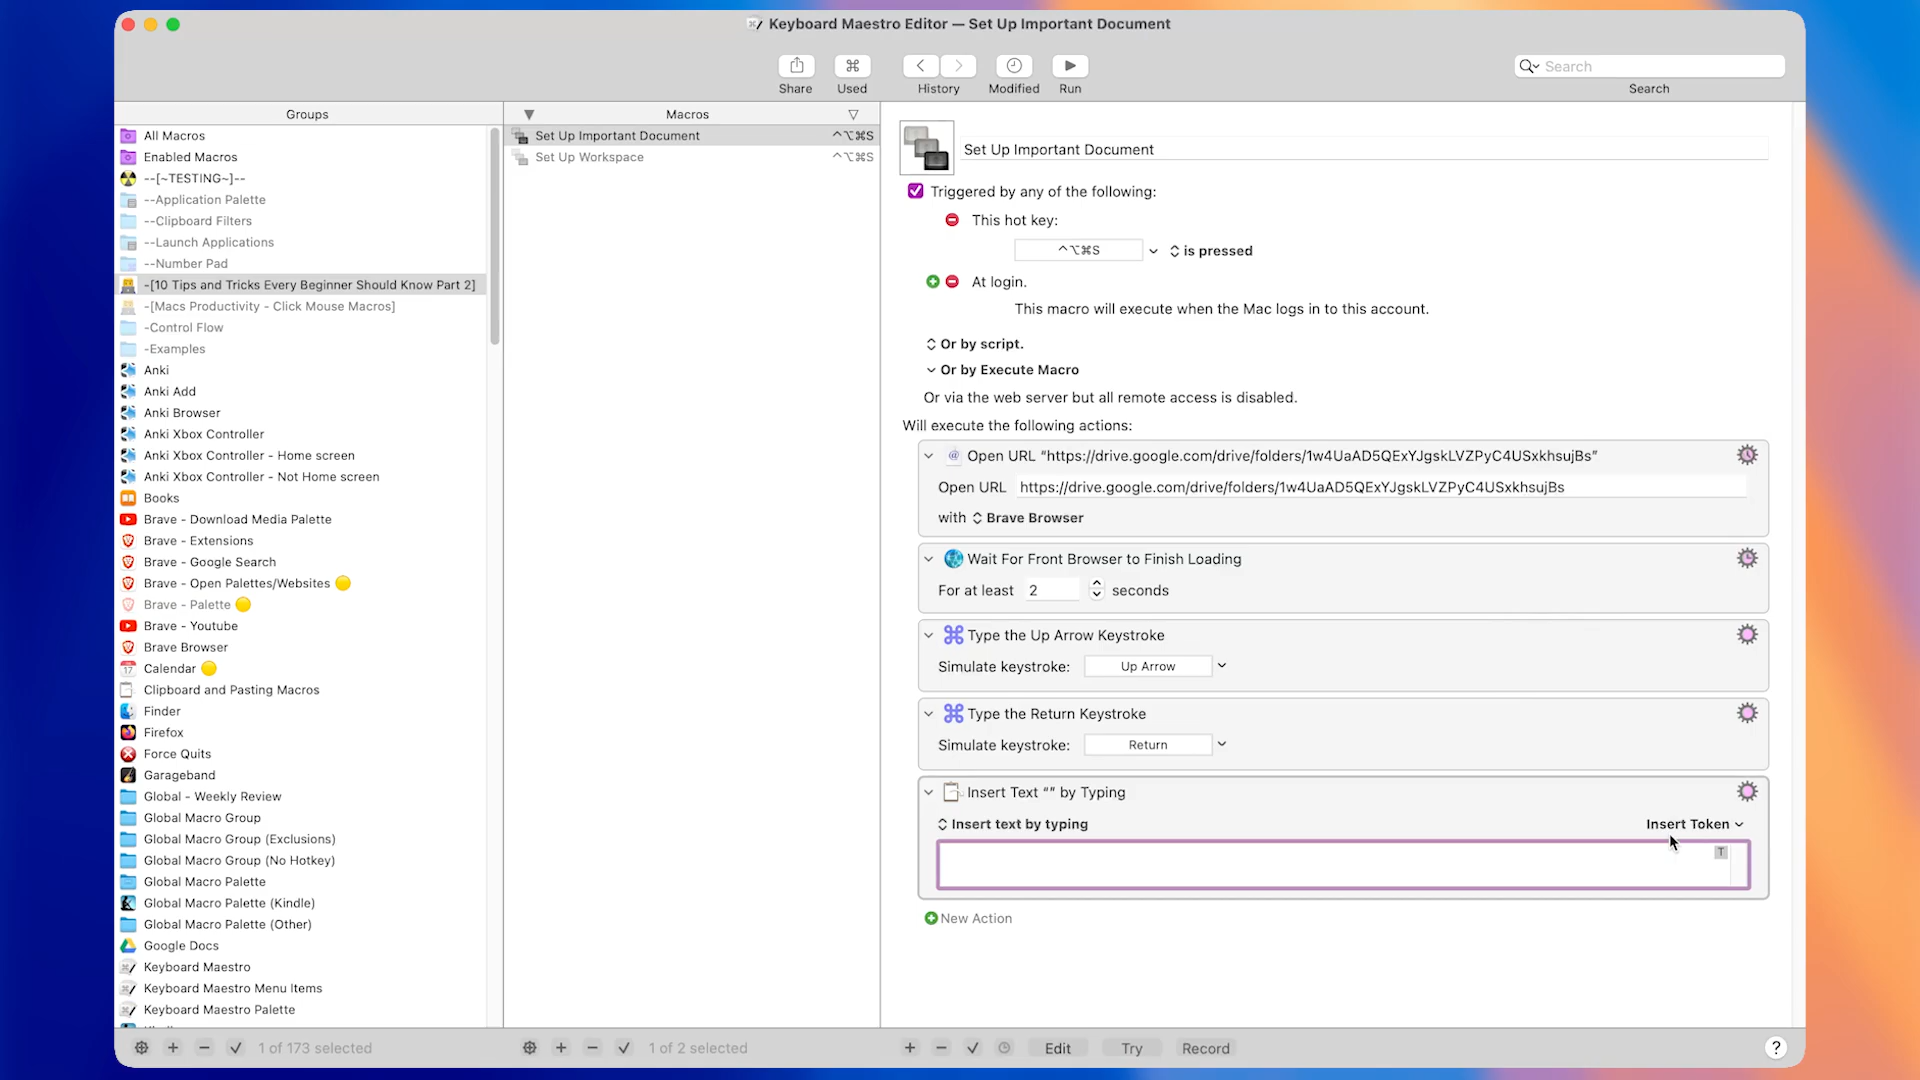 Keyboard Maestro Editor — Set Up Important Document
Share
Used
History
Modified
Run
Search
Search
Groups
All Macros
Enabled Macros
--[~TESTING~]--
--Application Palette
--Clipboard Filters
--Launch Applications
--Number Pad
-[10 Tips and Tricks Every Beginner Should Know Part 2]
-[Macs Productivity - Click Mouse Macros]
-Control Flow
-Examples
Anki
Anki Add
Anki Browser
Anki Xbox Controller
Anki Xbox Controller - Home screen
Anki Xbox Controller - Not Home screen
Books
Brave - Download Media Palette
Brave - Extensions
Brave - Google Search
Brave - Open Palettes/Websites
Brave - Palette
Brave - Youtube
Brave Browser
Calendar
Clipboard and Pasting Macros
Finder
Firefox
Force Quits
Garageband
Global - Weekly Review
Global Macro Group
Global Macro Group (Exclusions)
Global Macro Group (No Hotkey)
Global Macro Palette
Global Macro Palette (Kindle)
Global Macro Palette (Other)
Google Docs
Keyboard Maestro
Keyboard Maestro Menu Items
Keyboard Maestro Palette
1 of 173 selected
Macros
Set Up Important Document ^⌥⌘S
Set Up Workspace ^⌥⌘S
1 of 2 selected
Set Up Important Document
Triggered by any of the following:
This hot key:
^⌥⌘S is pressed
At login.
This macro will execute when the Mac logs in to this account.
Or by script.
Or by Execute Macro
Or via the web server but all remote access is disabled.
Will execute the following actions:
Open URL “https://drive.google.com/drive/folders/1w4UaAD5QExYJgskLVZPyC4USxkhsujBs”
Open URL https://drive.google.com/drive/folders/1w4UaAD5QExYJgskLVZPyC4USxkhsujBs
with Brave Browser
Wait For Front Browser to Finish Loading
For at least 2 seconds
Type the Up Arrow Keystroke
Simulate keystroke: Up Arrow
Type the Return Keystroke
Simulate keystroke: Return
Insert Text “” by Typing
Insert text by typing Insert Token
T
New Action
Edit Try Record ?